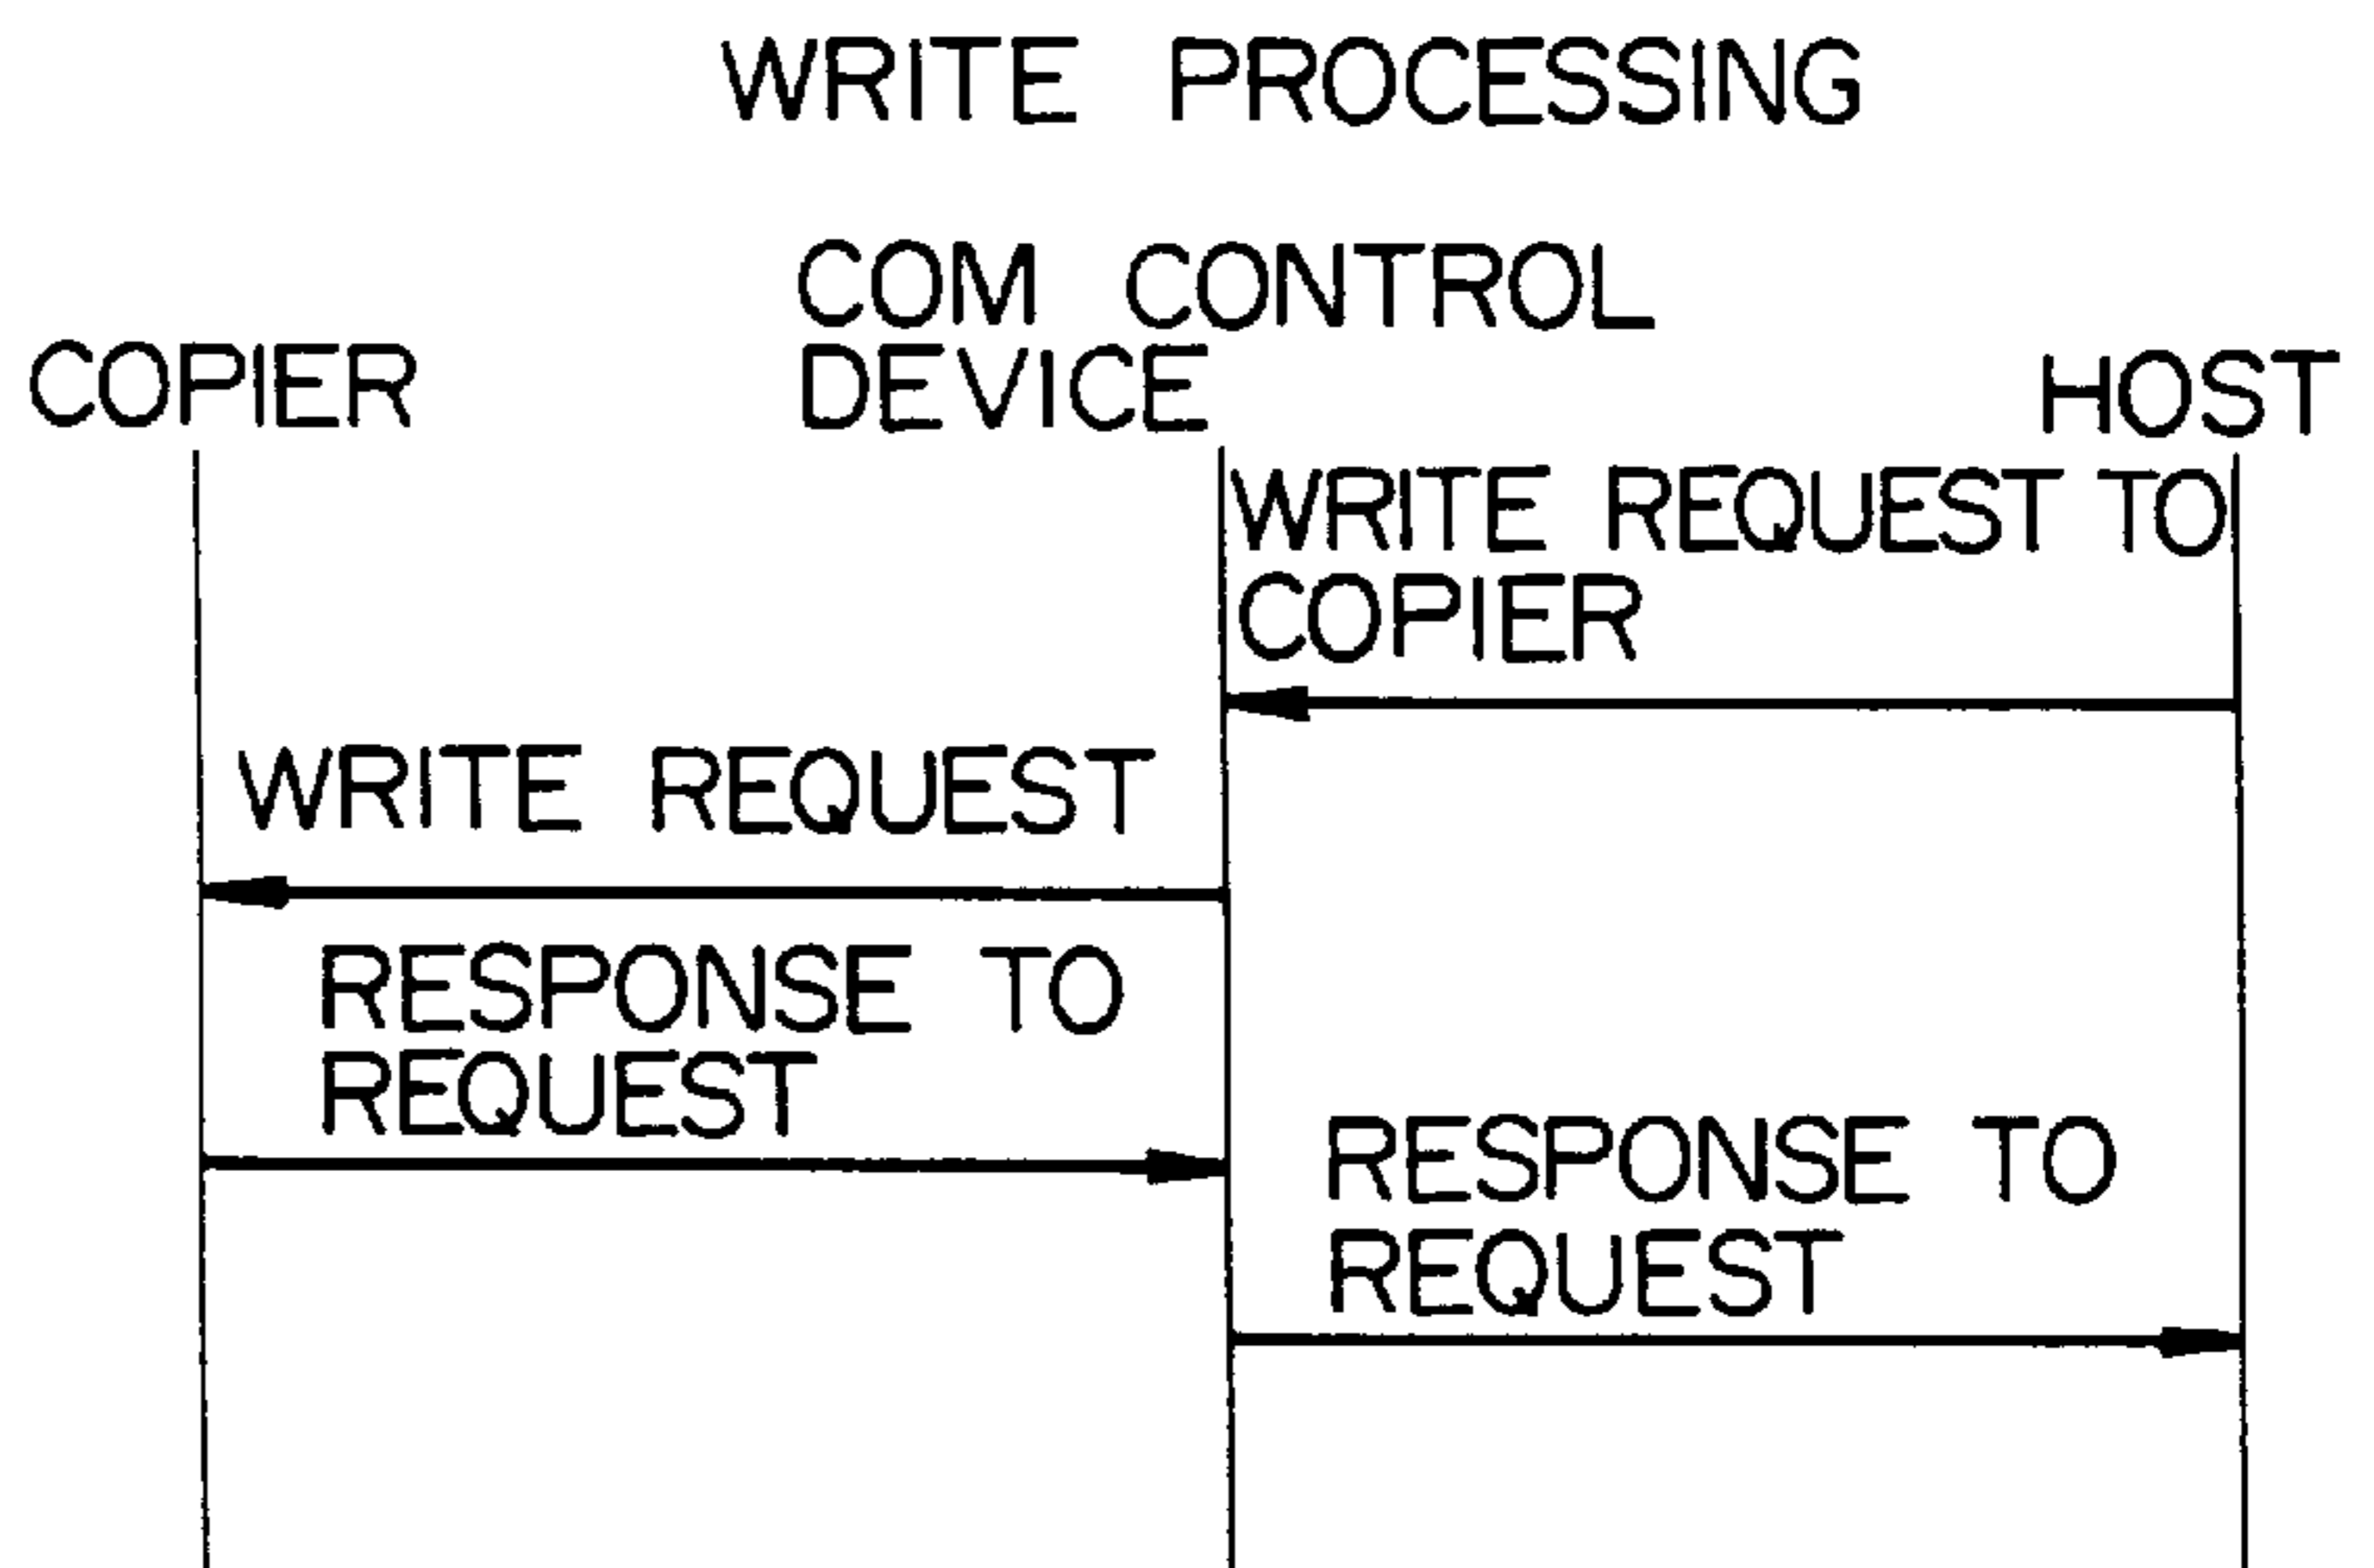 WRITE PROCESSING
COM CONTROL
DEVICE
COPIER
HOST
WRITE REQUEST TO
COPIER
WRITE REQUEST
RESPONSE TO
REQUEST
RESPONSE TO
REQUEST